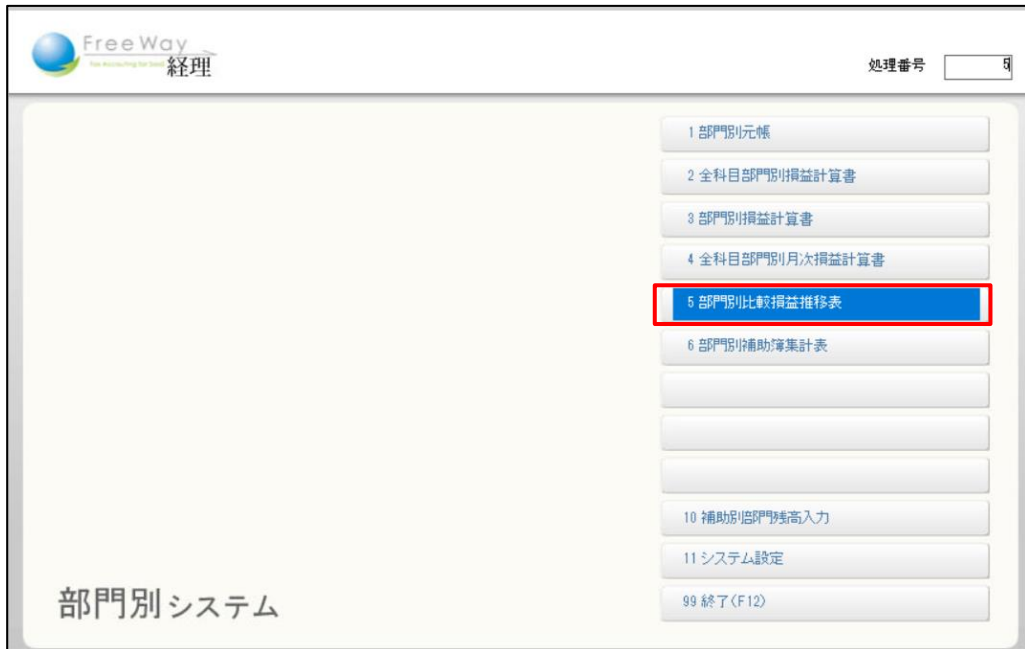 FreeWay
Free Accounting for Good
経理
処理番号 5
1 部門別元帳
2 全科目部門別損益計算書
3 部門別損益計算書
4 全科目部門別月次損益計算書
5 部門別比較損益推移表
6 部門別補助簿集計表
10 補助別部門残高入力
11 システム設定
99 終了(F12)
部門別システム